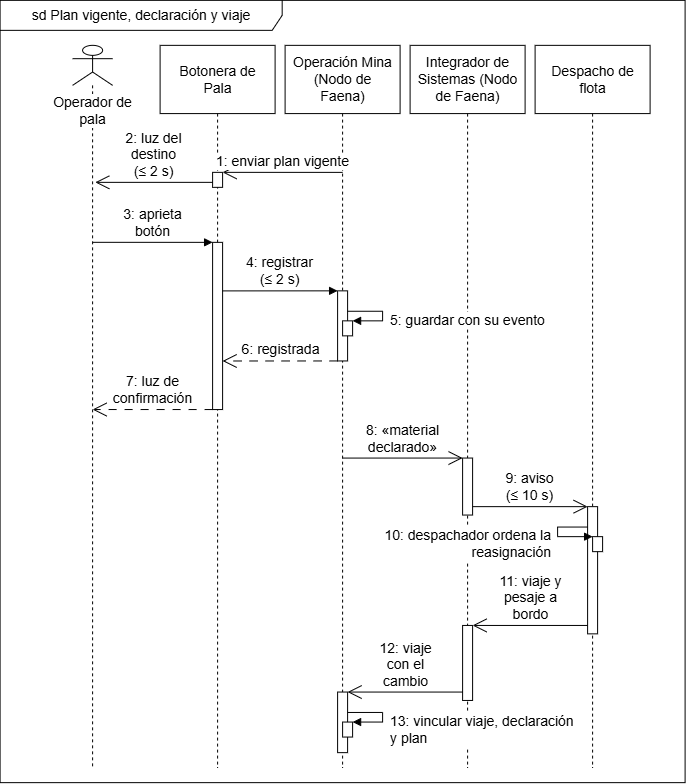 sd Plan vigente, declaración y viaje
Operador de
pala
Botonera de
Pala
Operación Mina
(Nodo de
Faena)
Integrador de
Sistemas (Nodo
de Faena)
Despacho de
flota
1: enviar plan vigente
2: luz del
destino
(≤ 2 s)
3: aprieta
botón
4: registrar
(≤ 2 s)
5: guardar con su evento
6: registrada
7: luz de
confirmación
8: «material
declarado»
9: aviso
(≤ 10 s)
10: despachador ordena la
reasignación
11: viaje y
pesaje a
bordo
12: viaje
con el
cambio
13: vincular viaje, declaración
y plan